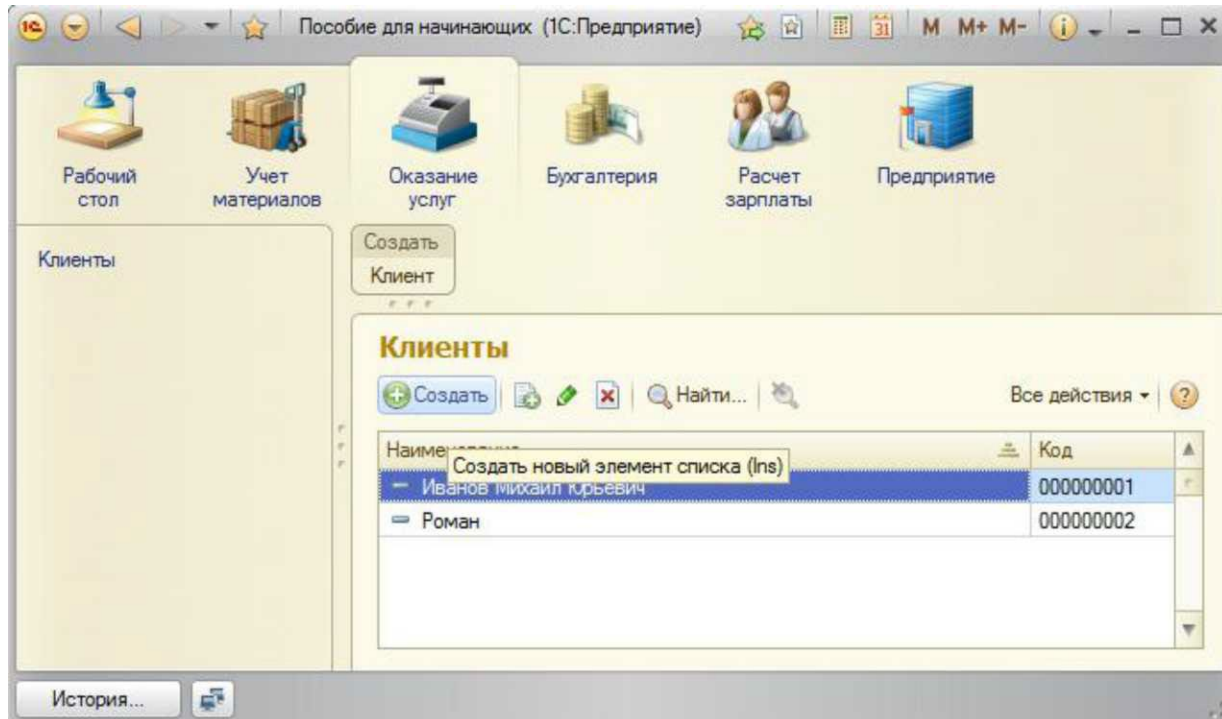 Пособие для начинающих (1С:Предприятие)
31 M M+ M-
Рабочий стол
Учет материалов
Оказание услуг
Бухгалтерия
Расчет зарплаты
Предприятие
Клиенты
Создать
Клиент
Клиенты
Создать Найти... Все действия
Код
Создать новый элемент списка (Ins)
Иванов Михаил Юрьевич 000000001
Роман 000000002
История...